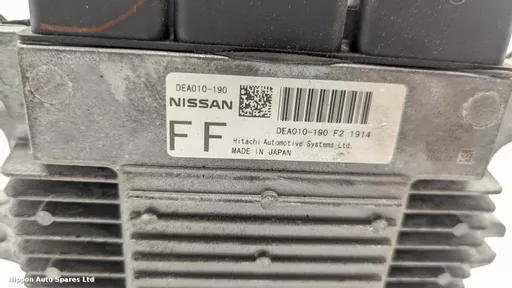 DEA010-190
NISSAN
FF
DEA010-190 F2 1914
Hitachi Automotive Systems Ltd.
MADE IN JAPAN
Nippon Auto Spares Ltd